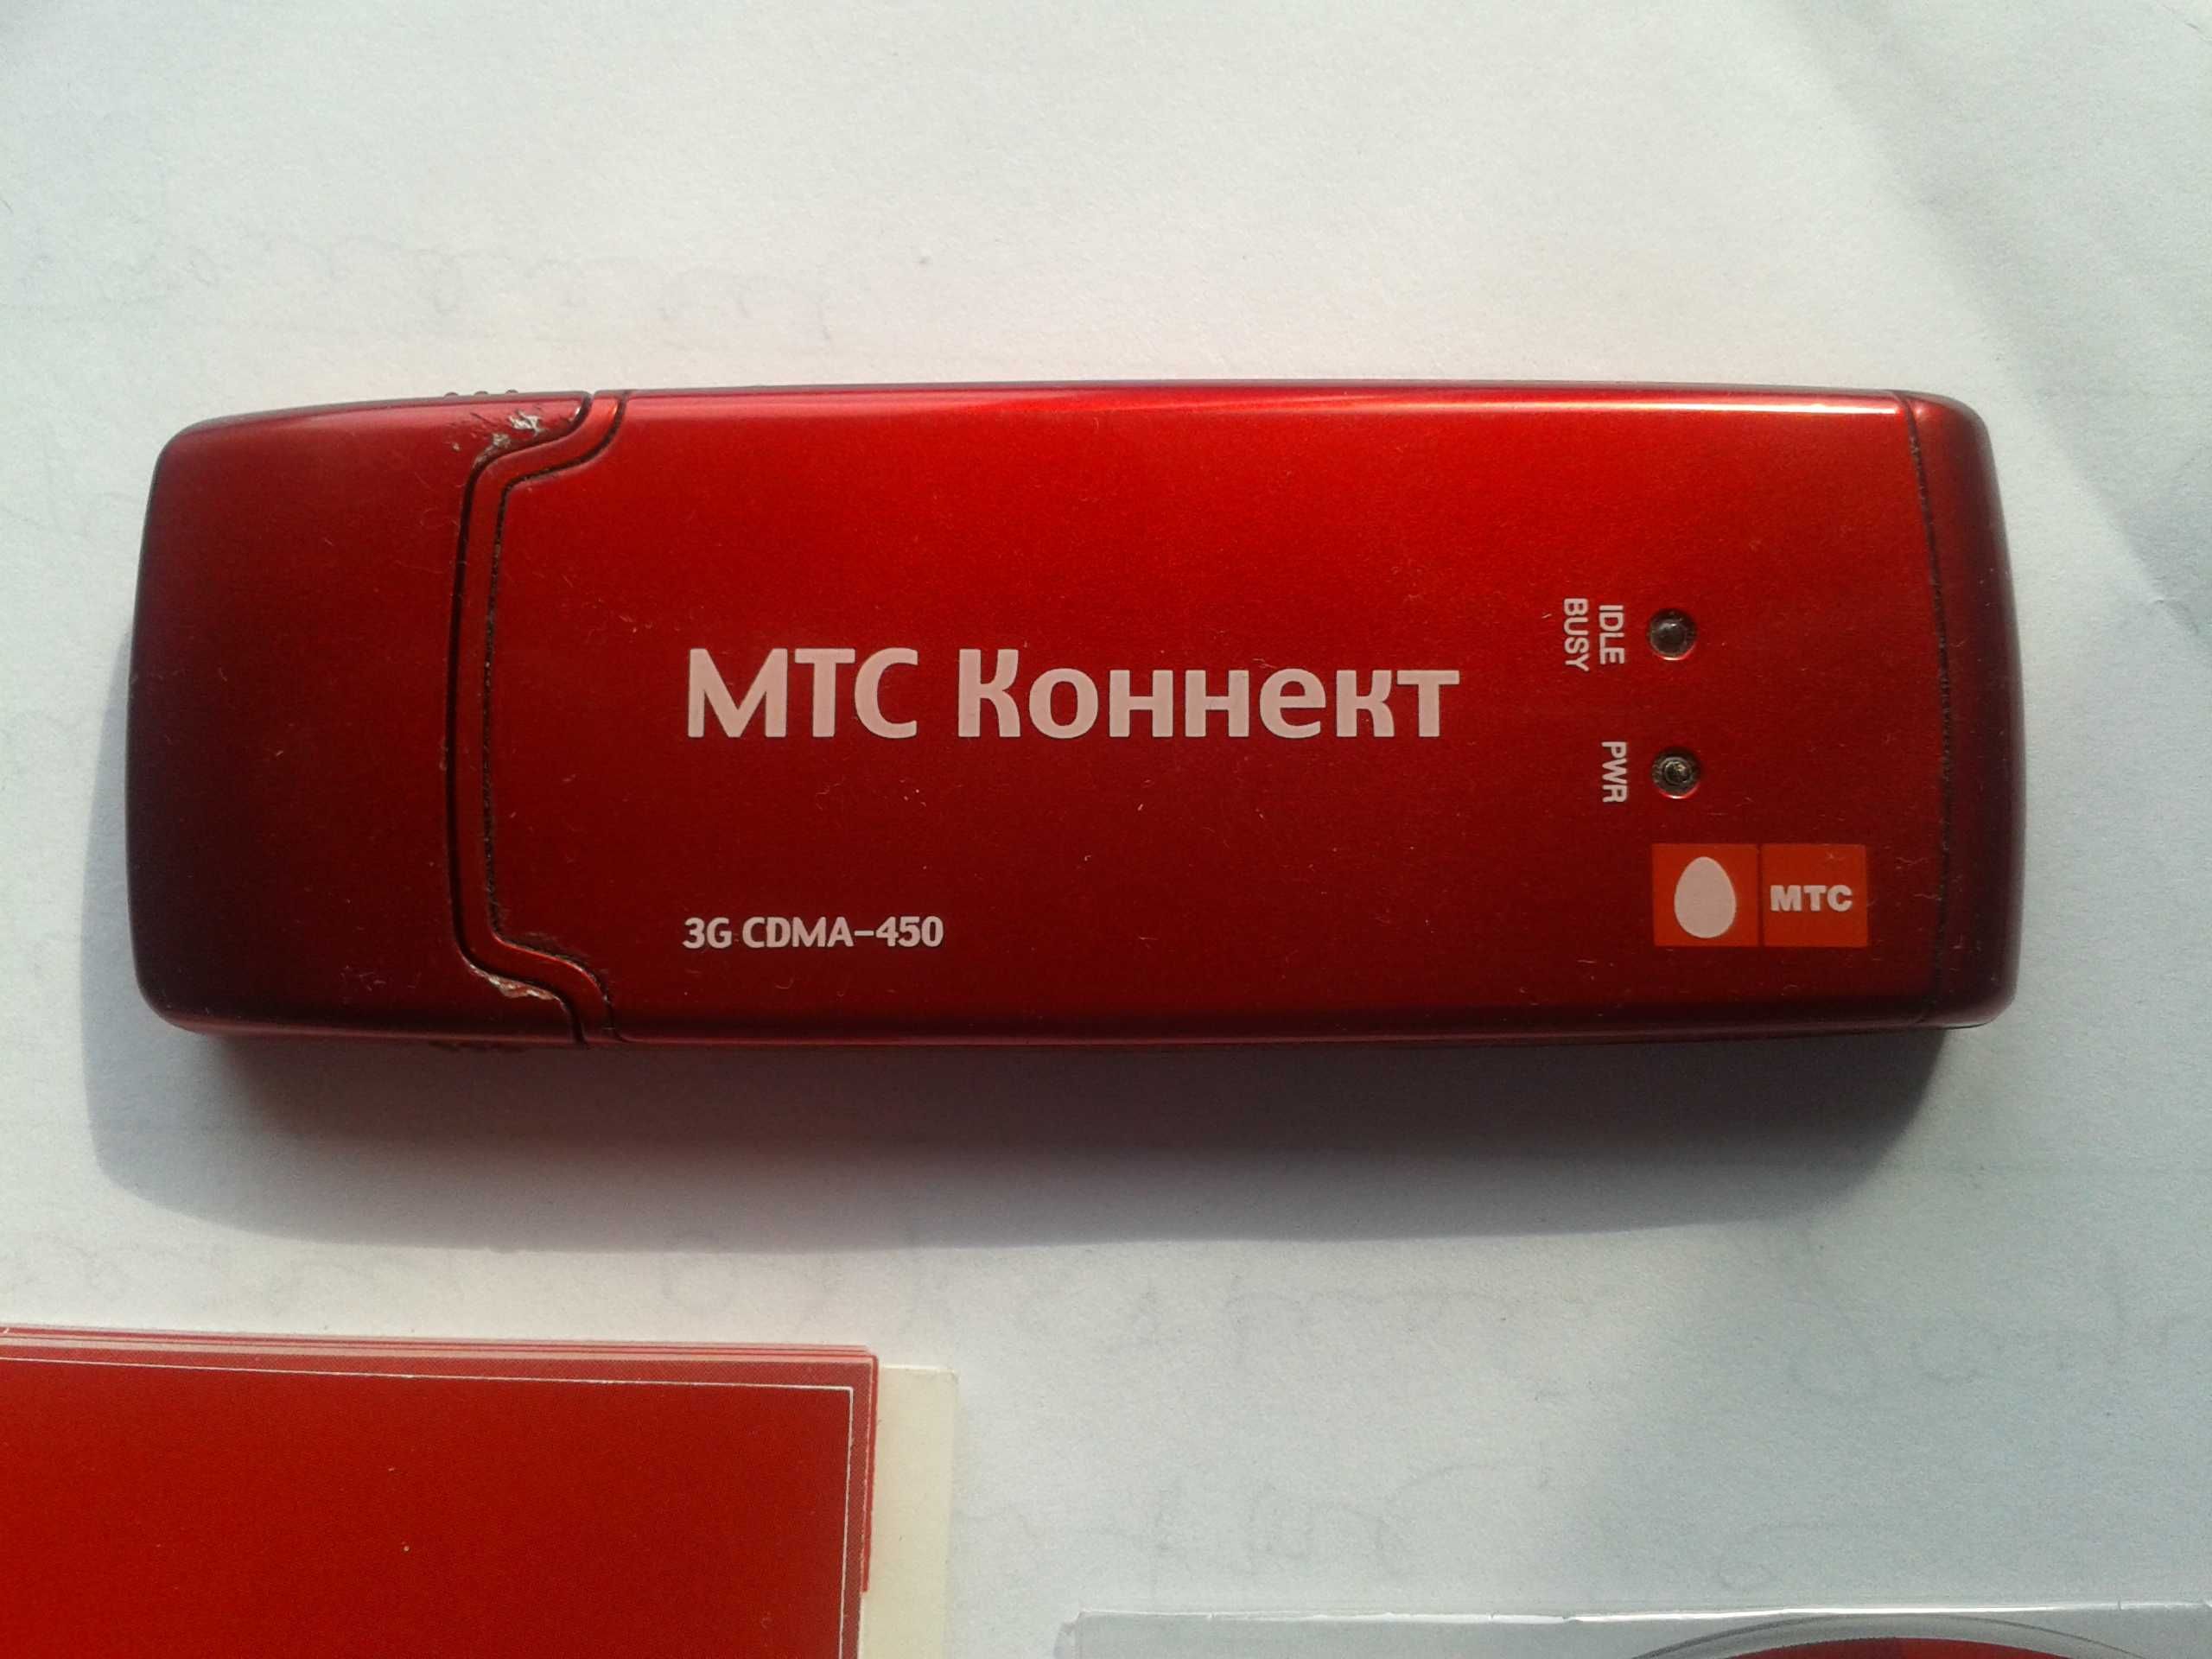 МТС Коннект
3G CDMA-450
IDLE
BUSY
PWR
МТС